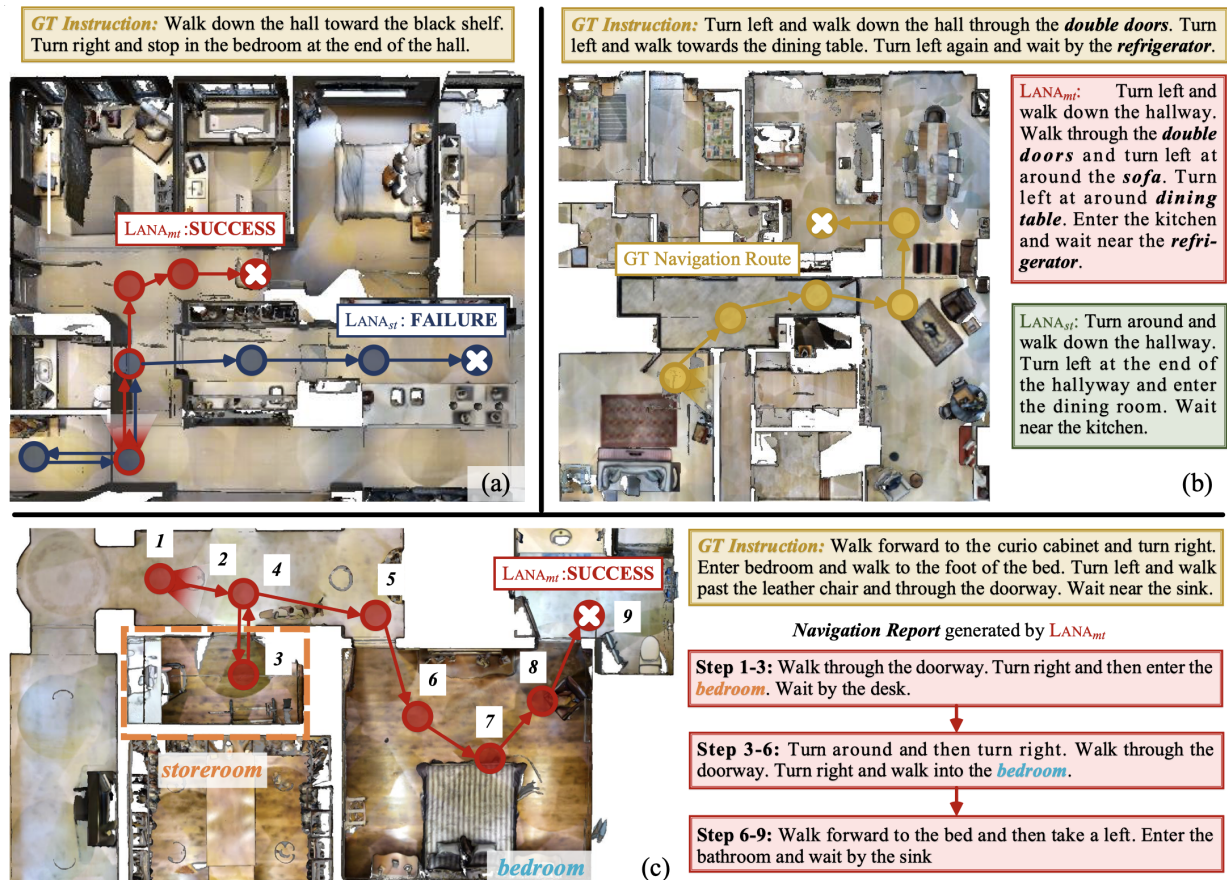 GT Instruction: Walk down the hall toward the black shelf.
Turn right and stop in the bedroom at the end of the hall.
LANAmt:SUCCESS
LANAst: FAILURE
(a)
GT Instruction: Turn left and walk down the hall through the double doors. Turn
left and walk towards the dining table. Turn left again and wait by the refrigerator.
GT Navigation Route
LANAmt: Turn left and
walk down the hallway.
Walk through the double
doors and turn left at
around the sofa. Turn
left at around dining
table. Enter the kitchen
and wait near the refri-
gerator.
LANAst: Turn around and
walk down the hallway.
Turn left at the end of
the hallyway and enter
the dining room. Wait
near the kitchen.
(b)
1
2
4
5
3
6
7
8
9
LANAmt:SUCCESS
storeroom
bedroom
(c)
GT Instruction: Walk forward to the curio cabinet and turn right.
Enter bedroom and walk to the foot of the bed. Turn left and walk
past the leather chair and through the doorway. Wait near the sink.
Navigation Report generated by LANAmt
Step 1-3: Walk through the doorway. Turn right and then enter the
bedroom. Wait by the desk.
Step 3-6: Turn around and then turn right. Walk through the
doorway. Turn right and walk into the bedroom.
Step 6-9: Walk forward to the bed and then take a left. Enter the
bathroom and wait by the sink